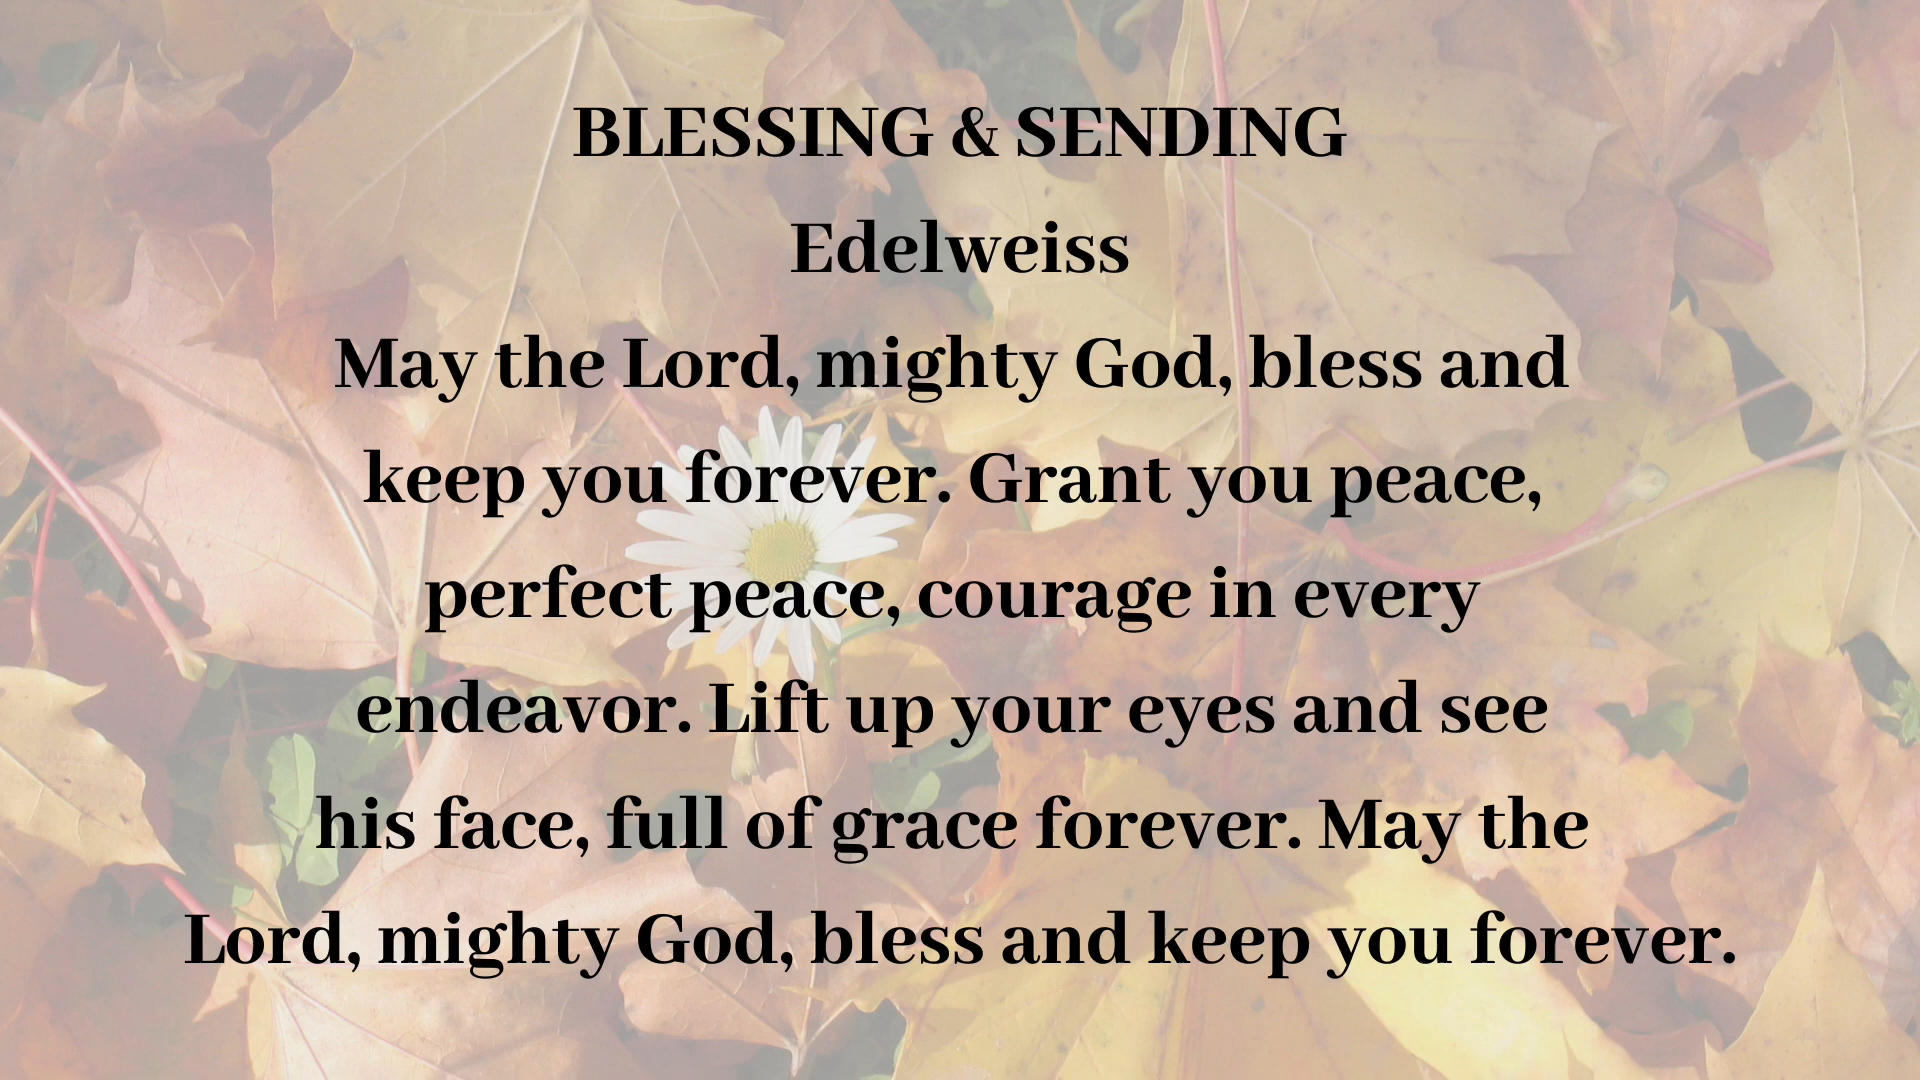 BLESSING & SENDING
Edelweiss
May the Lord, mighty God, bless and
keep you forever. Grant you peace,
perfect peace, courage in every
endeavor. Lift up your eyes and see
his face, full of grace forever. May the
Lord, mighty God, bless and keep you forever.